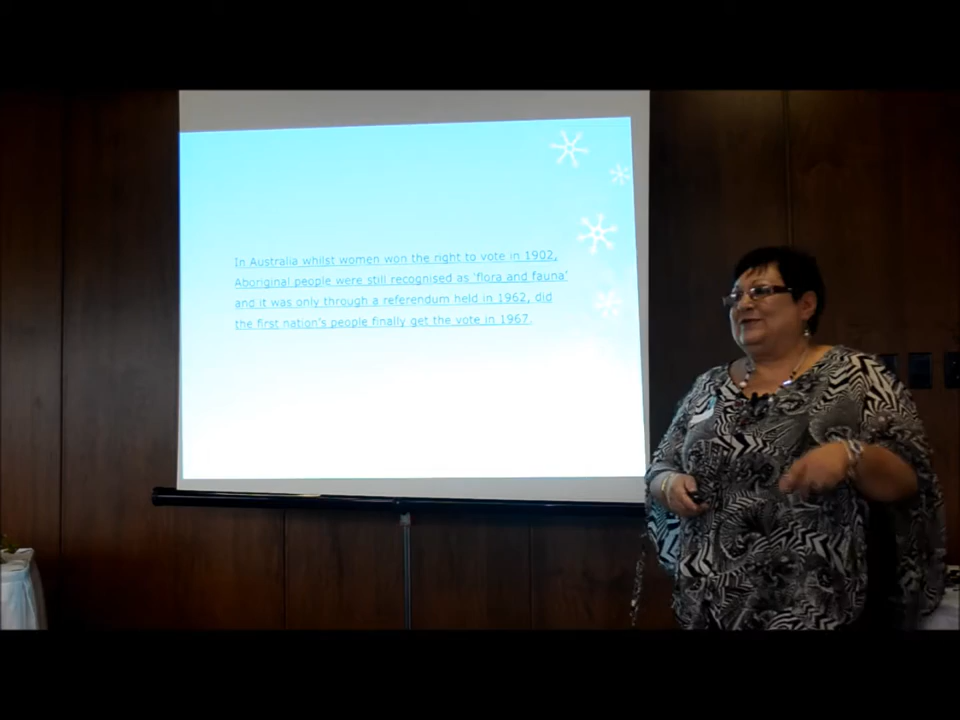 In Australia whilst women won the right to vote in 1902,
Aboriginal people were still recognised as 'flora and fauna'
and it was only through a referendum held in 1962, did
the first nation's people finally get the vote in 1967.